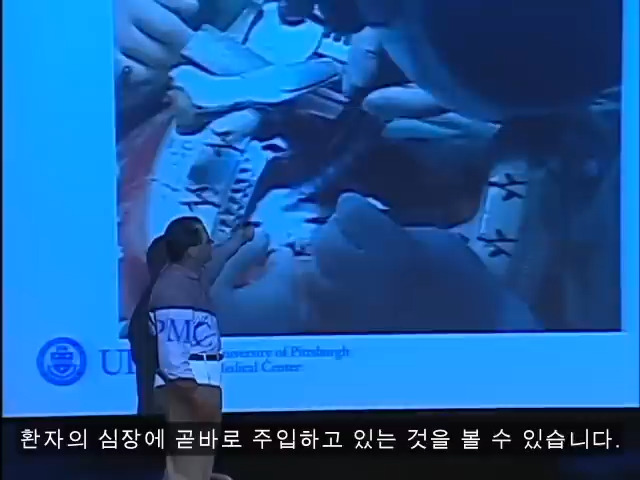 PMC
University of Pittsburgh
Medical Center
환자의 심장에 곧바로 주입하고 있는 것을 볼 수 있습니다.